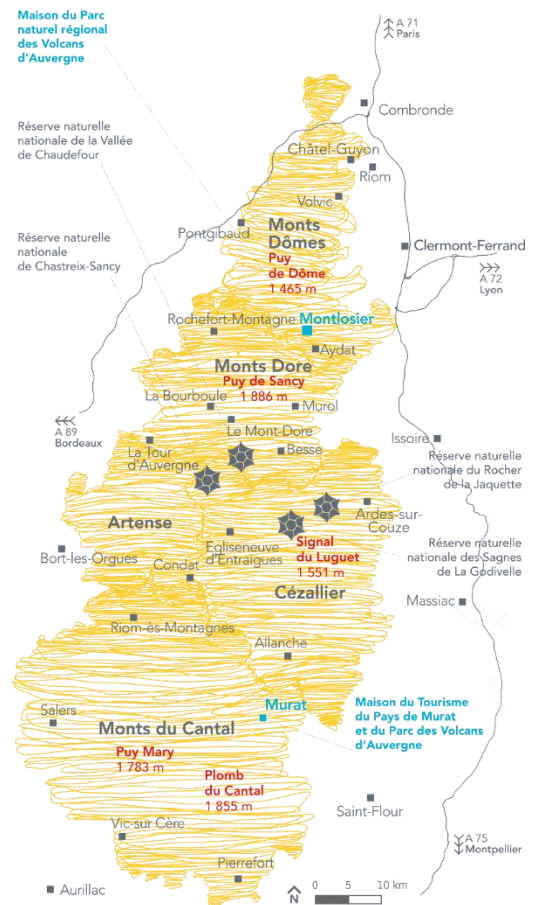 Maison du Parc
naturel régional
des Volcans
d'Auvergne
A 71
Paris
Combronde
Réserve naturelle
nationale de la Vallée
de Chaudefour
Châtel-Guyon
Riom
Volvic
Pontgibaud
Monts
Dômes
Clermont-Ferrand
Réserve naturelle
nationale
de Chastreix-Sancy
Puy
de Dôme
1 465 m
A 72
Lyon
Rochefort-Montagne
Montlosier
Aydat
Monts Dore
Puy de Sancy
1 886 m
La Bourboule
Murol
A 89
Bordeaux
Le Mont-Dore
Issoire
La Tour
d'Auvergne
Besse
Réserve naturelle
nationale du Rocher
de la Jaquette
Artense
Ardes-sur-
Couze
Bort-les-Orgues
Egliseneuve
d'Entraigues
Signal
du Luguet
1 551 m
Réserve naturelle
nationale des Sagnes
de La Godivelle
Condat
Cézallier
Massiac
Riom-ès-Montagnes
Allanche
Salers
Murat
Maison du Tourisme
du Pays de Murat
et du Parc des Volcans
d'Auvergne
Monts du Cantal
Puy Mary
1 783 m
Plomb
du Cantal
1 855 m
Saint-Flour
Vic-sur Cère
A 75
Montpellier
Pierrefort
Aurillac
N
0 5 10 km